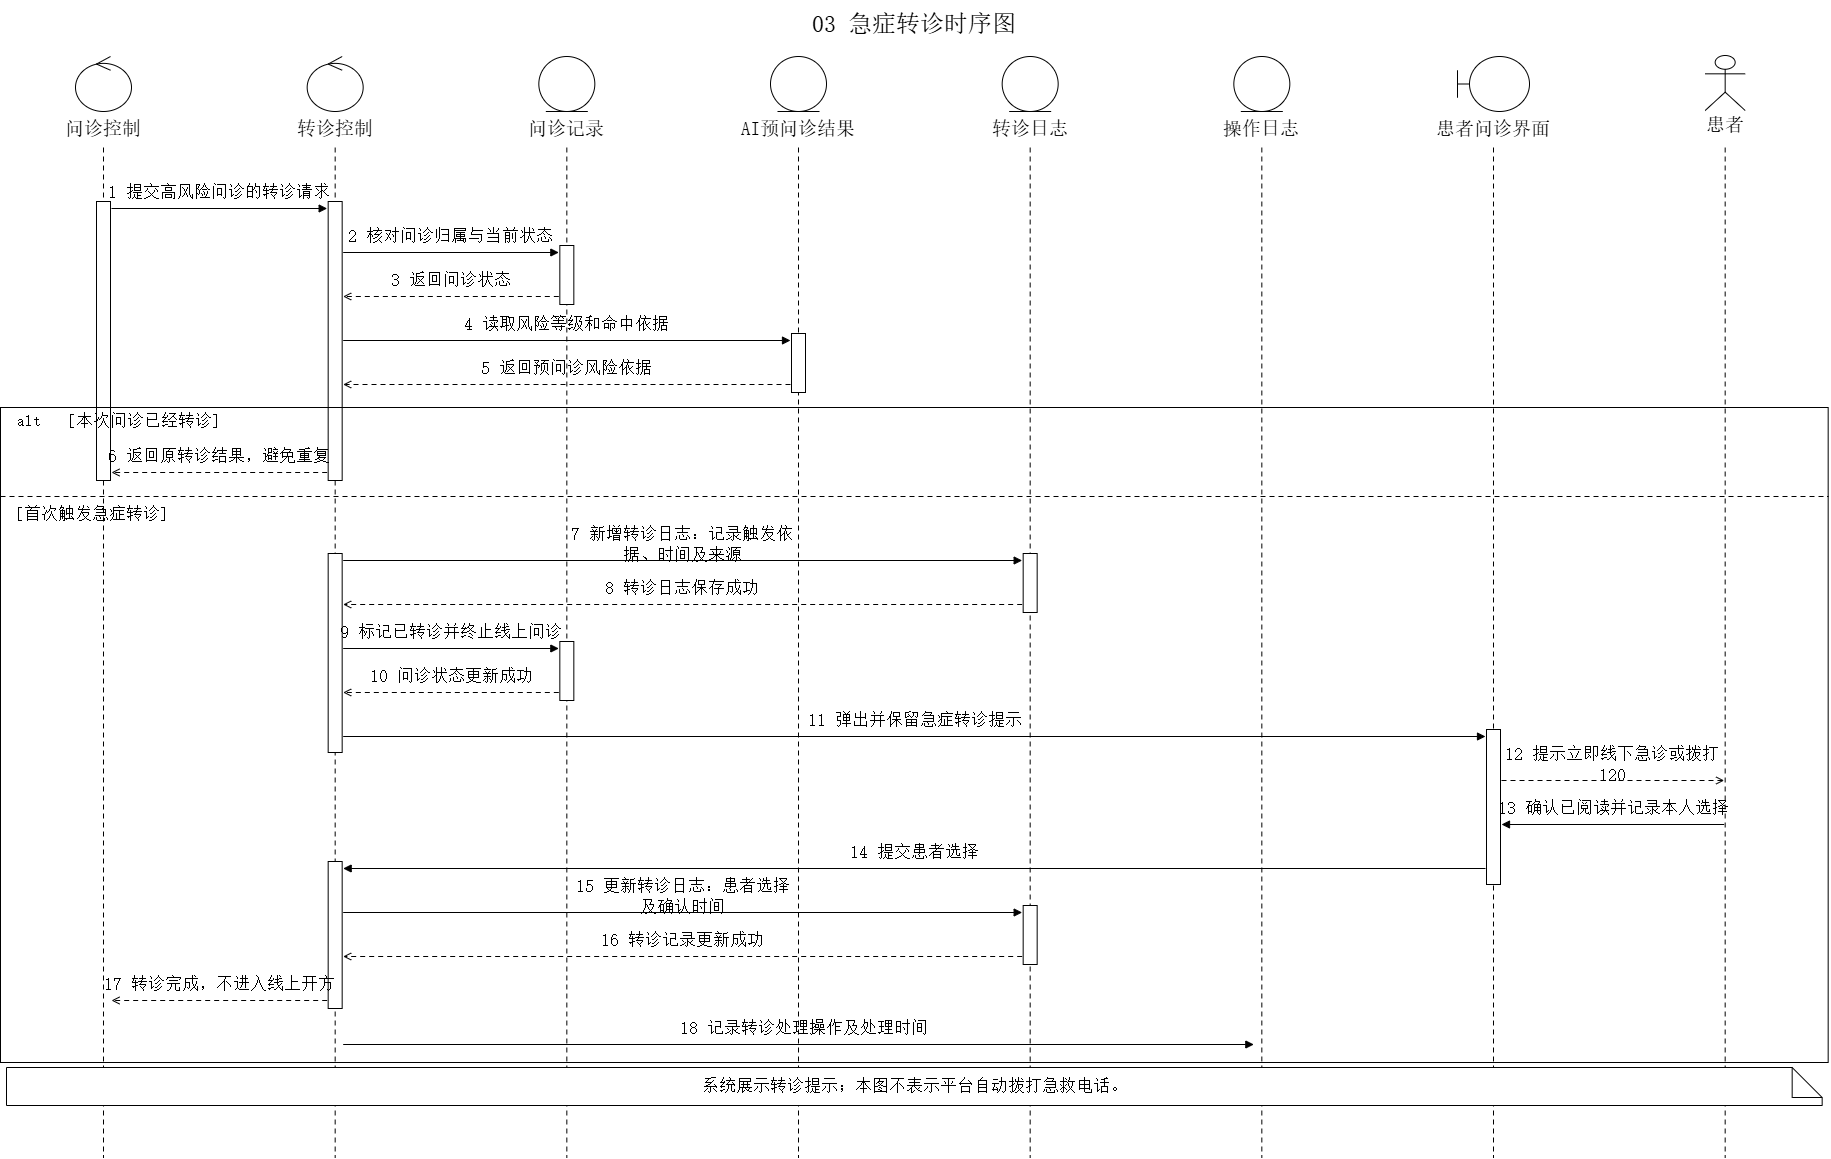 03 急症转诊时序图
问诊控制
转诊控制
问诊记录
AI预问诊结果
转诊日志
操作日志
患者问诊界面
患者
1 提交高风险问诊的转诊请求
2 核对问诊归属与当前状态
3 返回问诊状态
4 读取风险等级和命中依据
5 返回预问诊风险依据
alt [本次问诊已经转诊]
6 返回原转诊结果，避免重复
[首次触发急症转诊]
7 新增转诊日志：记录触发依
据、时间及来源
8 转诊日志保存成功
9 标记已转诊并终止线上问诊
10 问诊状态更新成功
11 弹出并保留急症转诊提示
12 提示立即线下急诊或拨打
120
13 确认已阅读并记录本人选择
14 提交患者选择
15 更新转诊日志：患者选择
及确认时间
16 转诊记录更新成功
17 转诊完成，不进入线上开方
18 记录转诊处理操作及处理时间
系统展示转诊提示；本图不表示平台自动拨打急救电话。